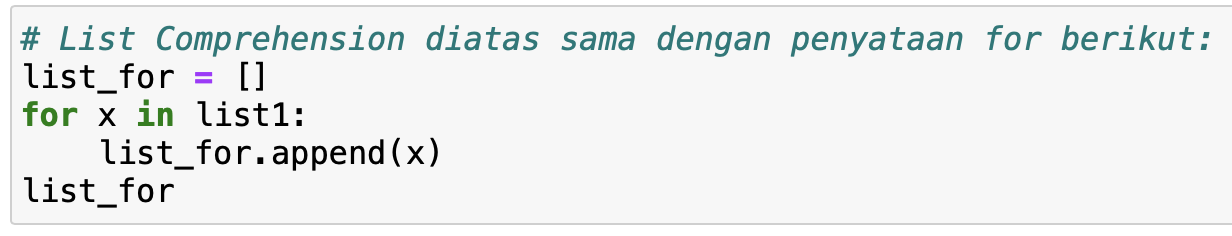 # List Comprehension diatas sama dengan penyataan for berikut:
list_for = []
for x in list1:
    list_for.append(x)
list_for